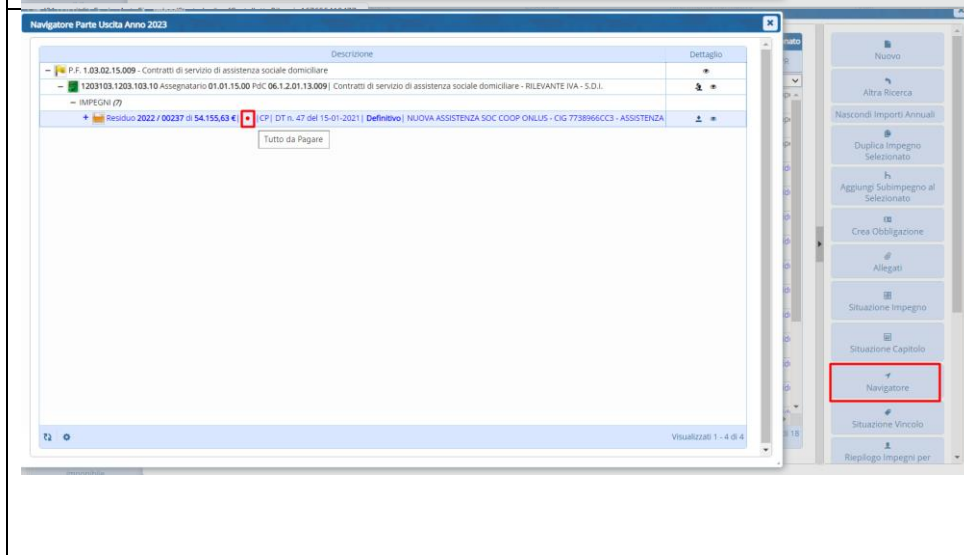 Navigatore Parte Uscita Anno 2023
Descrizione
Dettaglio
P.F. 1.03.02.15.009 - Contratti di servizio di assistenza sociale domiciliare
1203103.1203.103.10 Assegnatario 01.01.15.00 PdC 06.1.2.01.13.009| Contratti di servizio di assistenza sociale domiciliare - RILEVANTE IVA - S.D.I.
IMPEGNI (7)
Residuo 2022 / 00237 di 54.155,63 €| |CP| DT n. 47 del 15-01-2021| Definitivo| NUOVA ASSISTENZA SOC COOP ONLUS - CIG 7738966CC3 - ASSISTENZA
Tutto da Pagare
Visualizzati 1 - 4 di 4
nato
Nuovo
Altra Ricerca
Nascondi Importi Annuali
Duplica Impegno
Selezionato
Aggiungi Subimpegno al
Selezionato
Crea Obbligazione
Allegati
Situazione Impegno
Situazione Capitolo
Navigatore
Situazione Vincolo
Riepilogo Impegni per
di 18